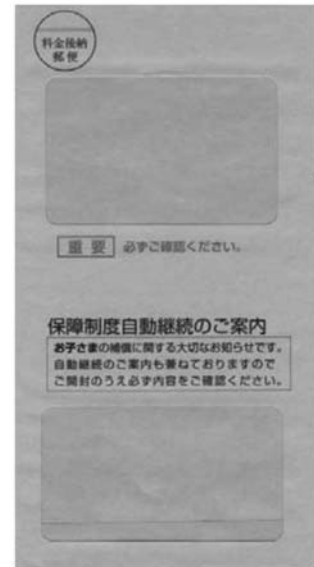 料金後納
郵便
重要 必ずご確認ください。
保障制度自動継続のご案内
お子さまの補償に関する大切なお知らせです。
自動継続のご案内も兼ねておりますので
ご開封のうえ必ず内容をご確認ください。